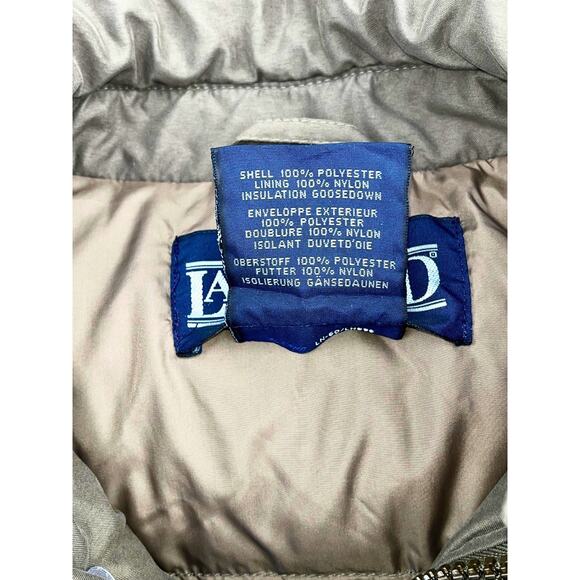 SHELL 100% POLYESTER
LINING 100% NYLON
INSULATION GOOSEDOWN
ENVELOPPE EXTERIEUR
100% POLYESTER
DOUBLURE 100% NYLON
ISOLANT DUVETD'OIE
OBERSTOFF 100% POLYESTER
FUTTER 100% NYLON
ISOLIERUNG GÄNSEDAUNEN